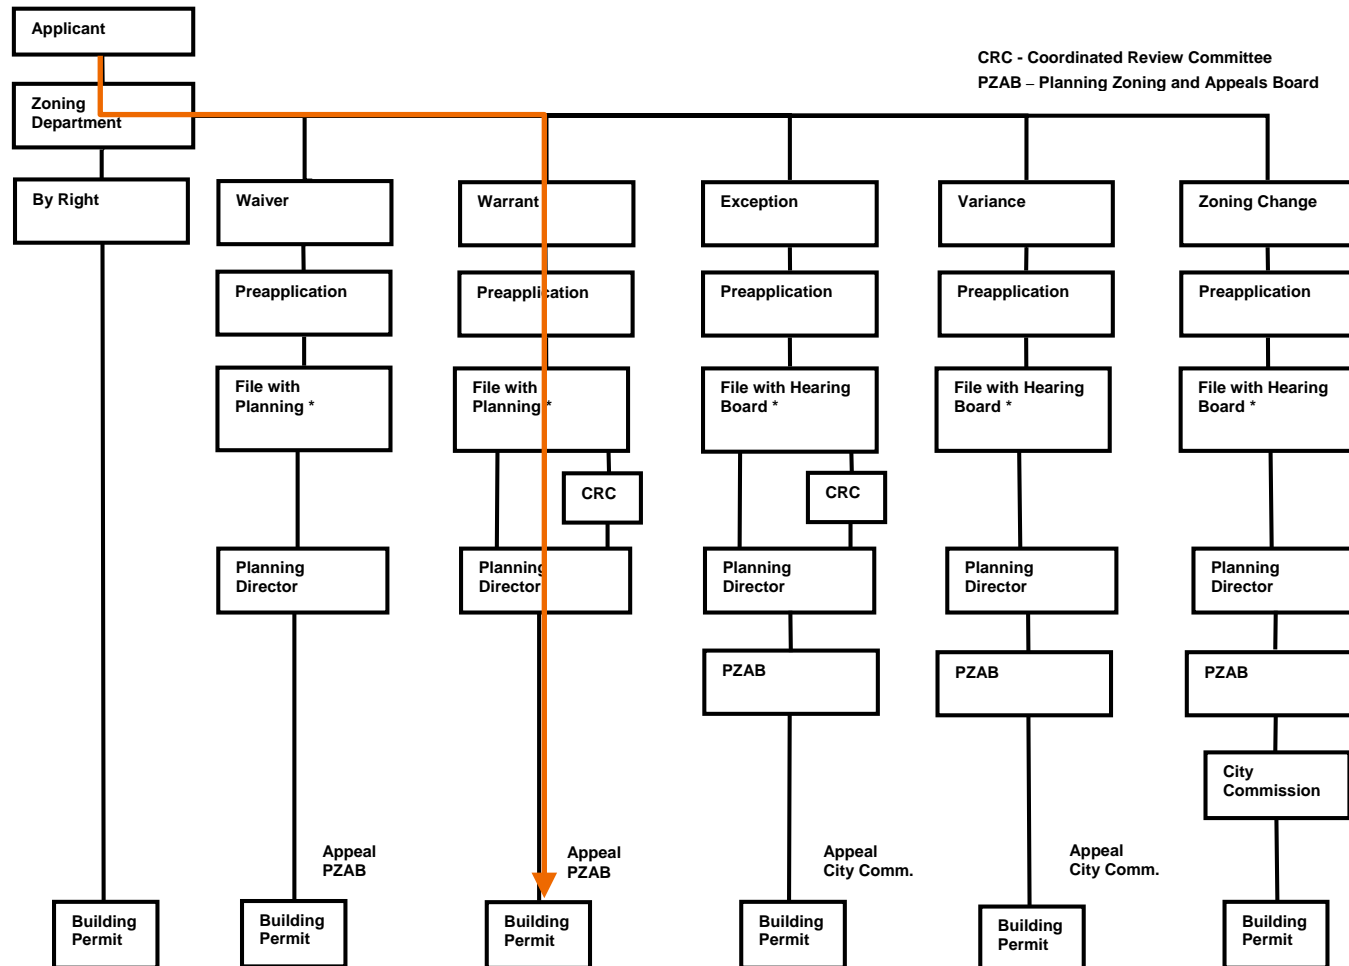 Applicant
CRC - Coordinated Review Committee
PZAB – Planning Zoning and Appeals Board
Zoning
Department
By Right
Waiver
Warrant
Exception
Variance
Zoning Change
Preapplication
Preapplication
Preapplication
Preapplication
Preapplication
File with
Planning *
File with
Planning *
File with Hearing
Board *
File with Hearing
Board *
File with Hearing
Board *
CRC
CRC
Planning
Director
Planning
Director
Planning
Director
Planning
Director
Planning
Director
PZAB
PZAB
PZAB
City
Commission
Appeal
PZAB
Appeal
PZAB
Appeal
City Comm.
Appeal
City Comm.
Building
Permit
Building
Permit
Building
Permit
Building
Permit
Building
Permit
Building
Permit